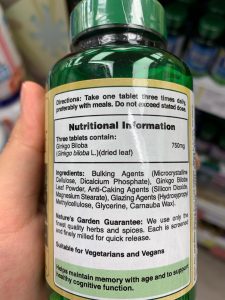 Directions: Take one tablet three times daily,
preferably with meals. Do not exceed stated dose.
Nutritional Information
Three tablets contain:
Ginkgo Biloba 750mg
(Ginkgo biloba L.)(dried leaf)
Ingredients: Bulking Agents (Microcrystalline
Cellulose, Dicalcium Phosphate), Ginkgo Biloba
Leaf Powder, Anti-Caking Agents (Silicon Dioxide,
Magnesium Stearate), Glazing Agents (Hydroxypropyl
Methylcellulose, Glycerine, Carnauba Wax).
Nature's Garden Guarantee: We use only the
finest quality herbs and spices. Each is screened
and finely milled for quick release.
Suitable for Vegetarians and Vegans
Helps maintain memory with age and to support
healthy cognitive function.